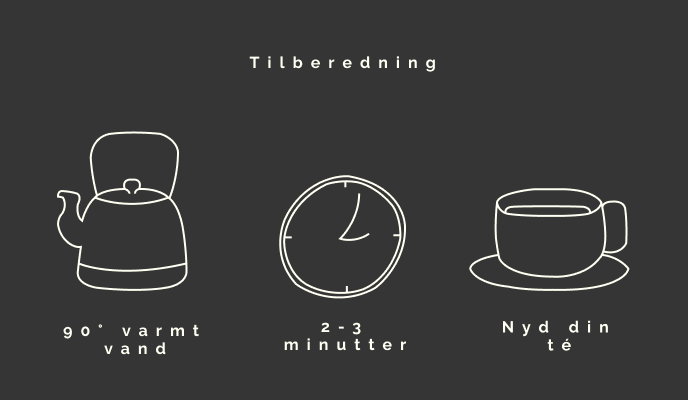 Tilberedning
90° varmt
vand
2-3
minutter
Nyd din
té